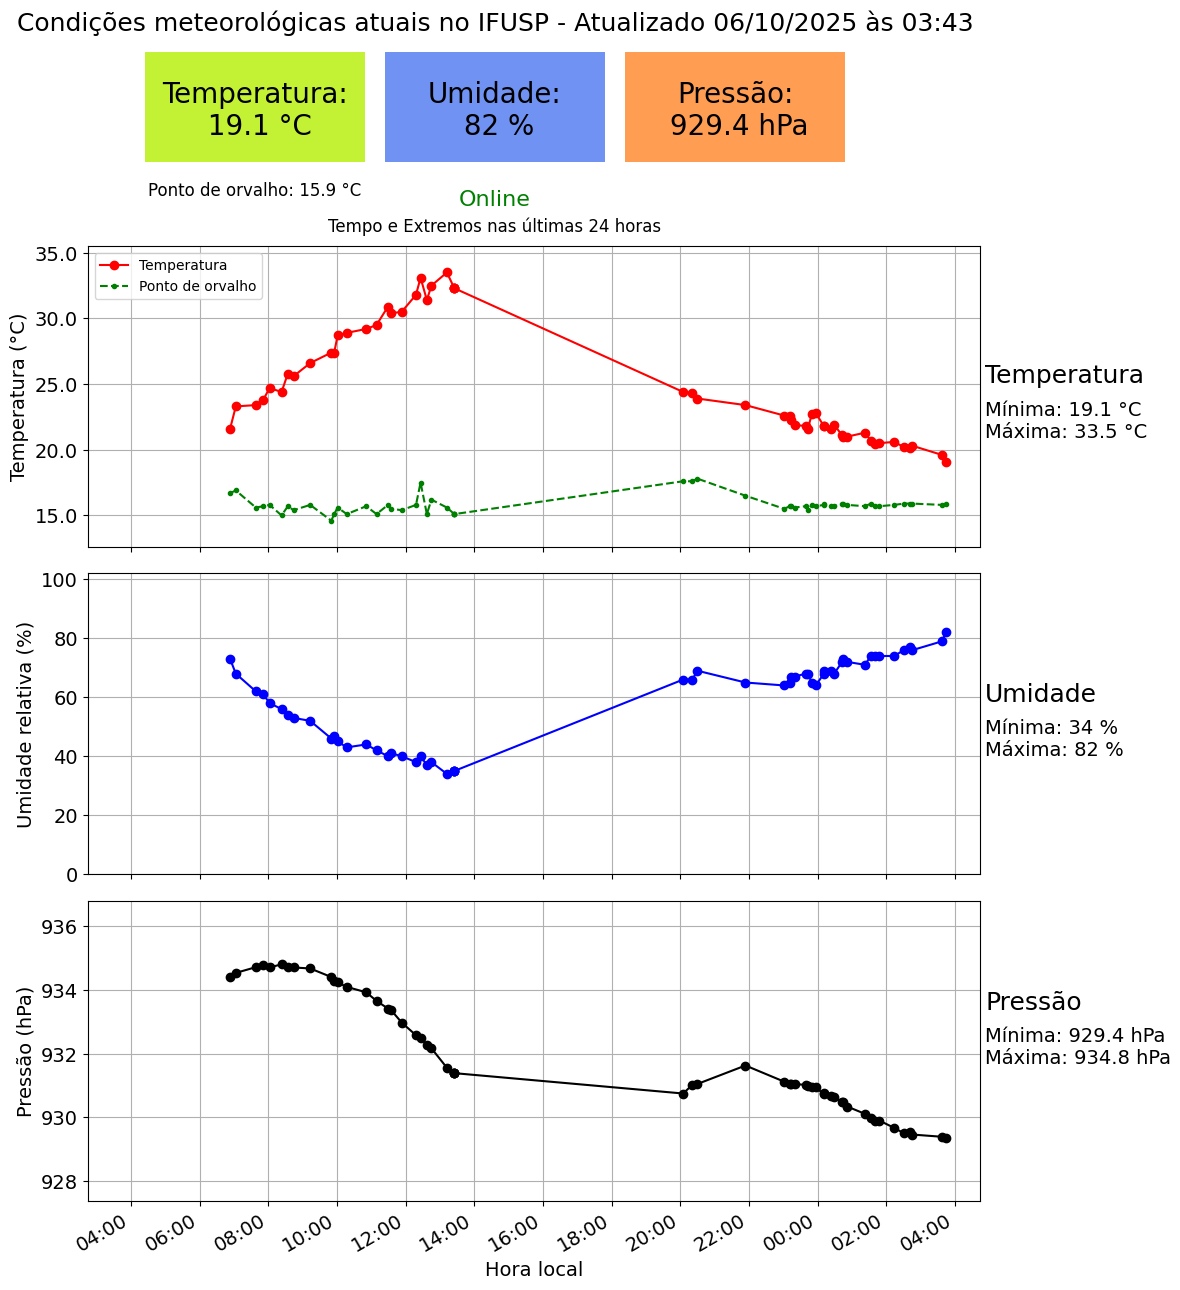 Condições meteorológicas atuais no IFUSP - Atualizado 06/10/2025 às 03:43
Temperatura:
19.1 °C
Umidade:
82 %
Pressão:
929.4 hPa
Ponto de orvalho: 15.9 °C
Online
Tempo e Extremos nas últimas 24 horas
Temperatura (°C)
35.0
30.0
25.0
20.0
15.0
Temperatura
Ponto de orvalho
Temperatura
Mínima: 19.1 °C
Máxima: 33.5 °C
Umidade relativa (%)
100
80
60
40
20
0
Umidade
Mínima: 34 %
Máxima: 82 %
Pressão (hPa)
936
934
932
930
928
Pressão
Mínima: 929.4 hPa
Máxima: 934.8 hPa
04:00 06:00 08:00 10:00 12:00 14:00 16:00 18:00 20:00 22:00 00:00 02:00 04:00
Hora local